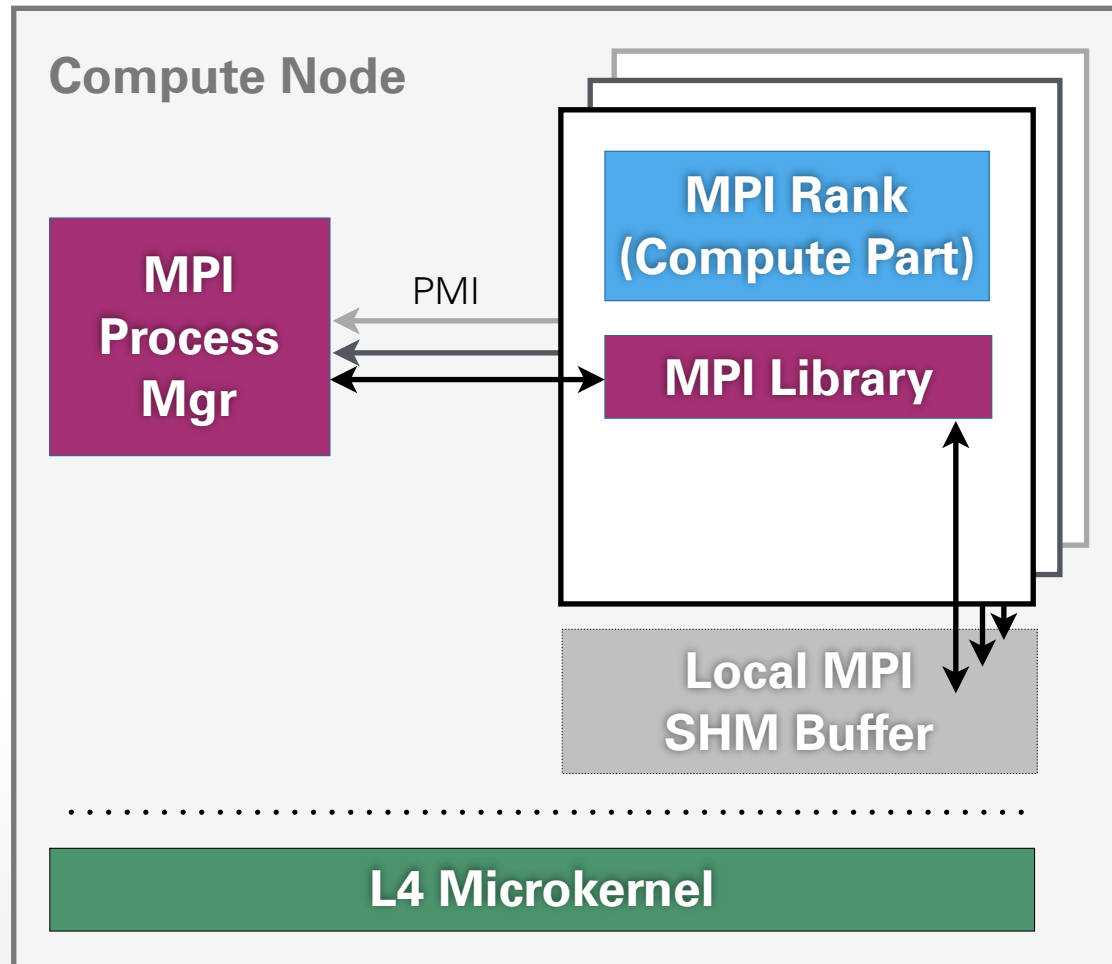 Compute Node
MPI Rank
(Compute Part)
MPI
Process
Mgr
PMI
MPI Library
Local MPI
SHM Buffer
L4 Microkernel